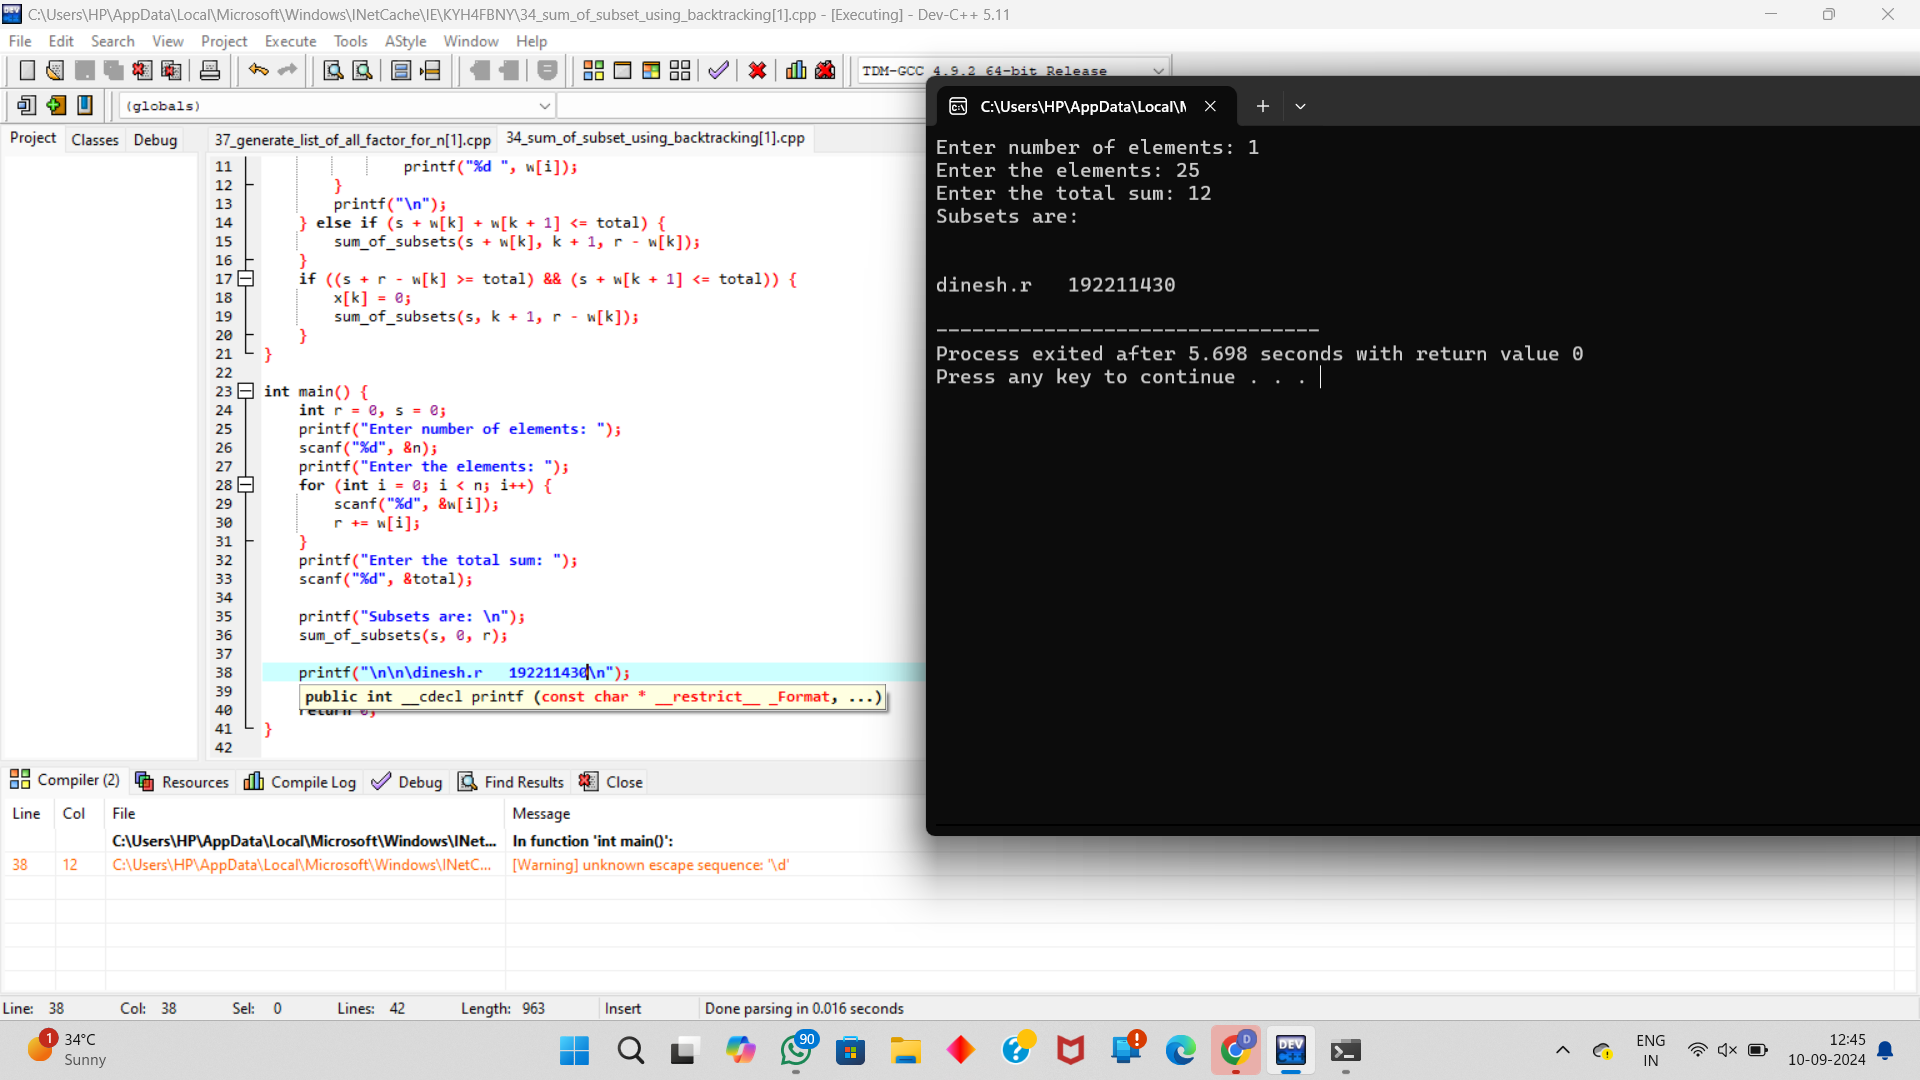 C:\Users\HP\AppData\Local\Microsoft\Windows\INetCache\IE\KYH4FBNY\34_sum_of_subset_using_backtracking[1].cpp - [Executing] - Dev-C++ 5.11
File Edit Search View Project Execute Tools AStyle Window Help
TDM-GCC 4.9.2 64-bit Release
(globals)
Project Classes Debug
37_generate_list_of_all_factor_for_n[1].cpp 34_sum_of_subset_using_backtracking[1].cpp
11 printf("%d ", w[i]);
12 }
13 printf("\n");
14 } else if (s + w[k] + w[k + 1] <= total) {
15 sum_of_subsets(s + w[k], k + 1, r - w[k]);
16 }
17 if ((s + r - w[k] >= total) && (s + w[k + 1] <= total)) {
18 x[k] = 0;
19 sum_of_subsets(s, k + 1, r - w[k]);
20 }
21 }
22
23 int main() {
24 int r = 0, s = 0;
25 printf("Enter number of elements: ");
26 scanf("%d", &n);
27 printf("Enter the elements: ");
28 for (int i = 0; i < n; i++) {
29 scanf("%d", &w[i]);
30 r += w[i];
31 }
32 printf("Enter the total sum: ");
33 scanf("%d", &total);
34
35 printf("Subsets are: \n");
36 sum_of_subsets(s, 0, r);
37
38 printf("\n\n\dinesh.r   192211430\n");
39 public int __cdecl printf (const char * __restrict__ _Format, ...)
40 return 0;
41 }
42
C:\Users\HP\AppData\Local\M
Enter number of elements: 1
Enter the elements: 25
Enter the total sum: 12
Subsets are:
dinesh.r   192211430
--------------------------------
Process exited after 5.698 seconds with return value 0
Press any key to continue . . .
Compiler (2) Resources Compile Log Debug Find Results Close
Line Col File Message
C:\Users\HP\AppData\Local\Microsoft\Windows\INet... In function 'int main()':
38 12 C:\Users\HP\AppData\Local\Microsoft\Windows\INetC... [Warning] unknown escape sequence: '\d'
Line: 38 Col: 38 Sel: 0 Lines: 42 Length: 963 Insert Done parsing in 0.016 seconds
1
34°C
Sunny
90
D
DEV
C++
ENG
IN
12:45
10-09-2024